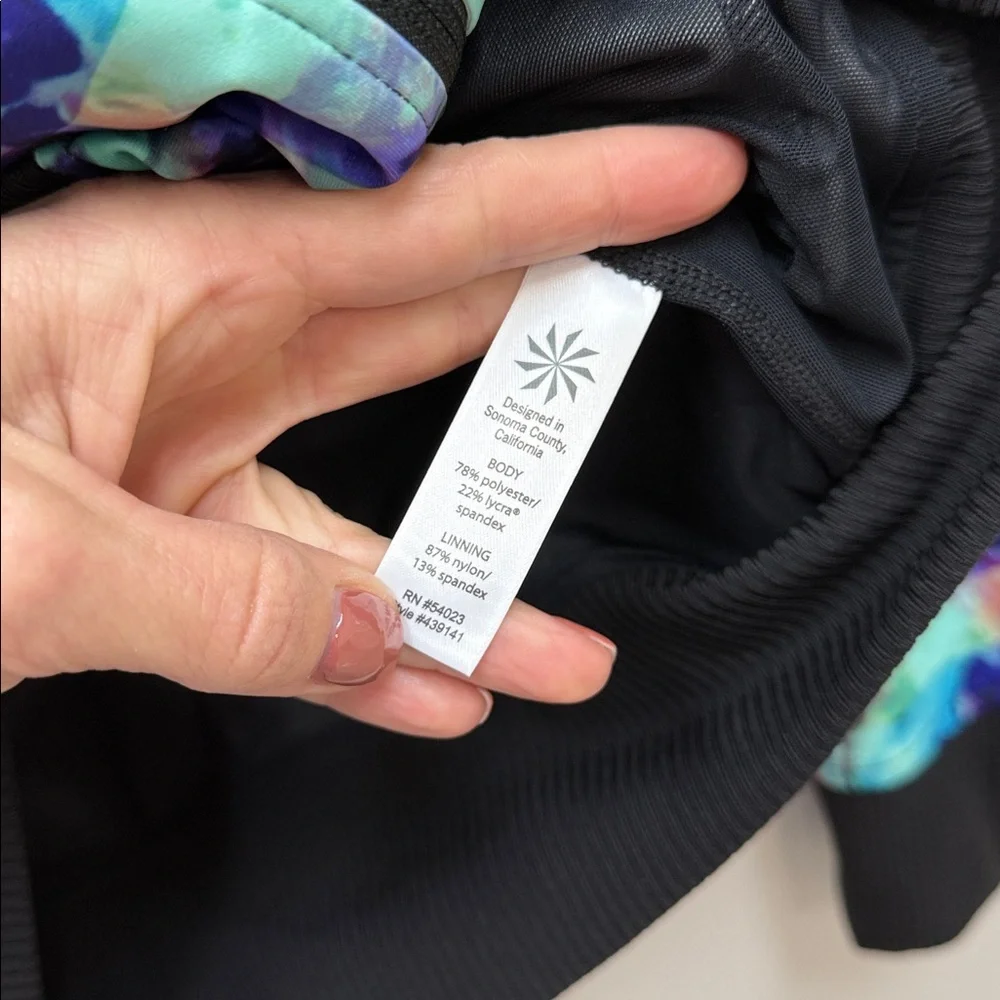 Designed in
Sonoma County,
California
BODY
78% polyester/
22% lycra®
spandex
LINNING
87% nylon/
13% spandex
RN #54023
#439141